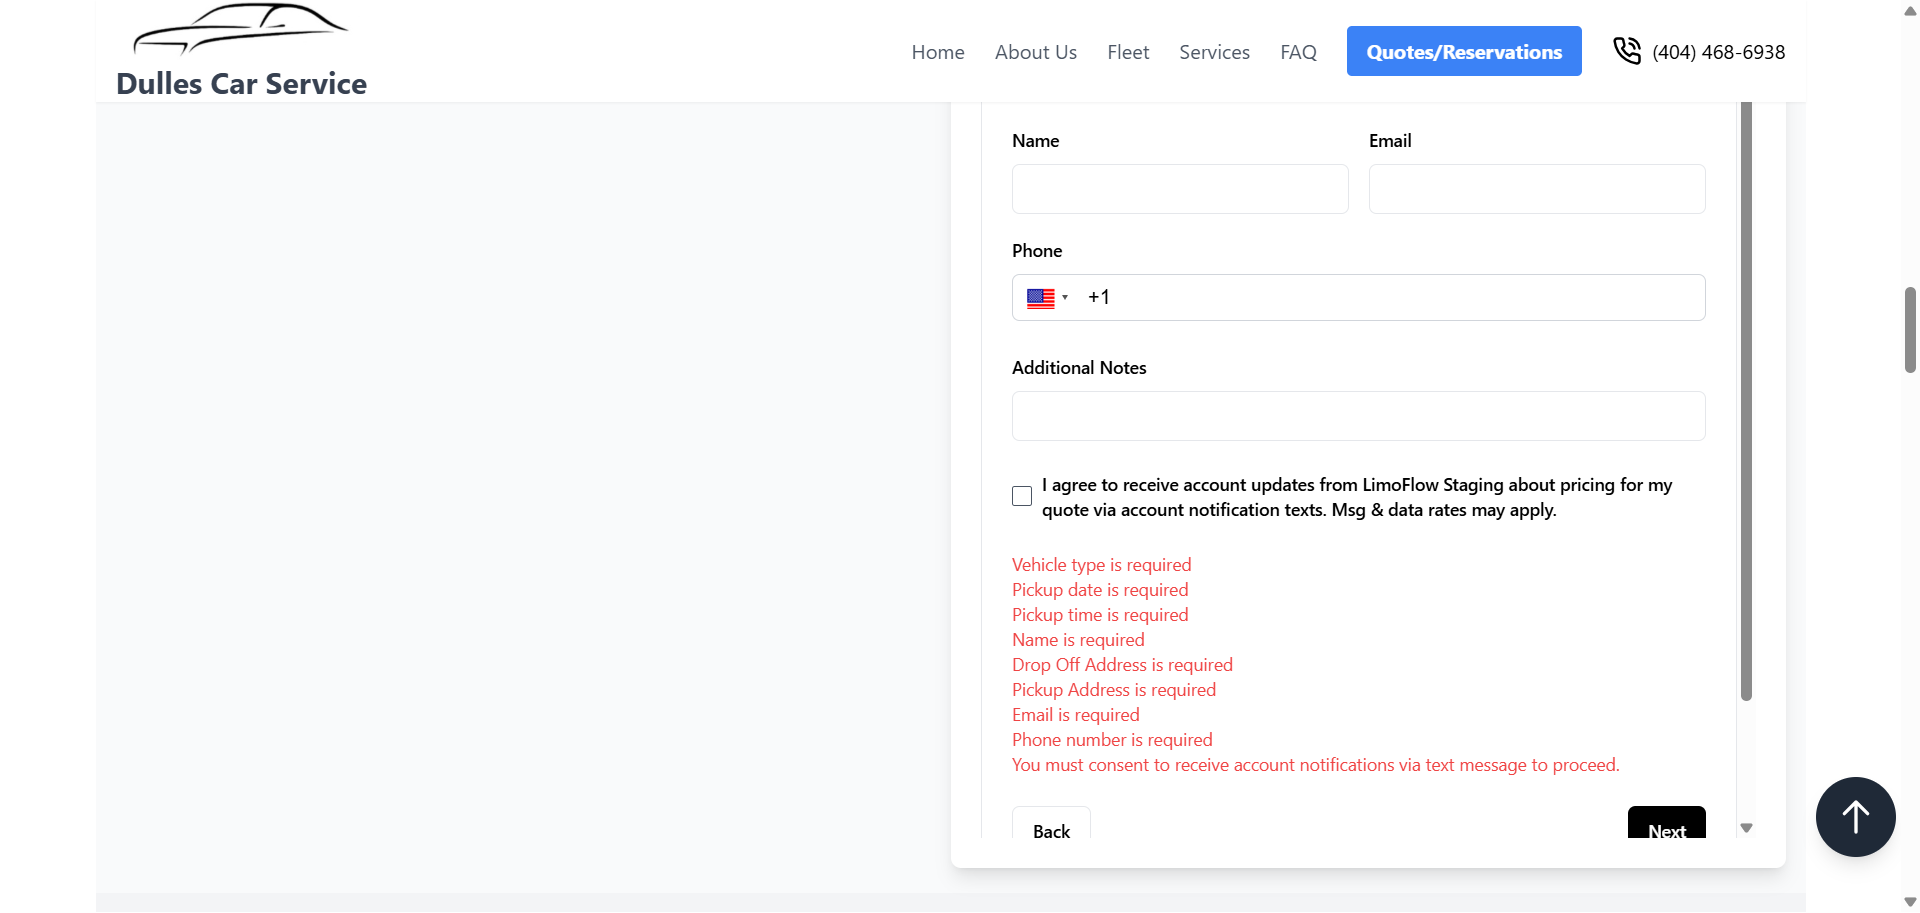 Dulles Car Service
Home About Us Fleet Services FAQ Quotes/Reservations (404) 468-6938
Name Email
Phone
+1
Additional Notes
I agree to receive account updates from LimoFlow Staging about pricing for my
quote via account notification texts. Msg & data rates may apply.
Vehicle type is required
Pickup date is required
Pickup time is required
Name is required
Drop Off Address is required
Pickup Address is required
Email is required
Phone number is required
You must consent to receive account notifications via text message to proceed.
Back Next